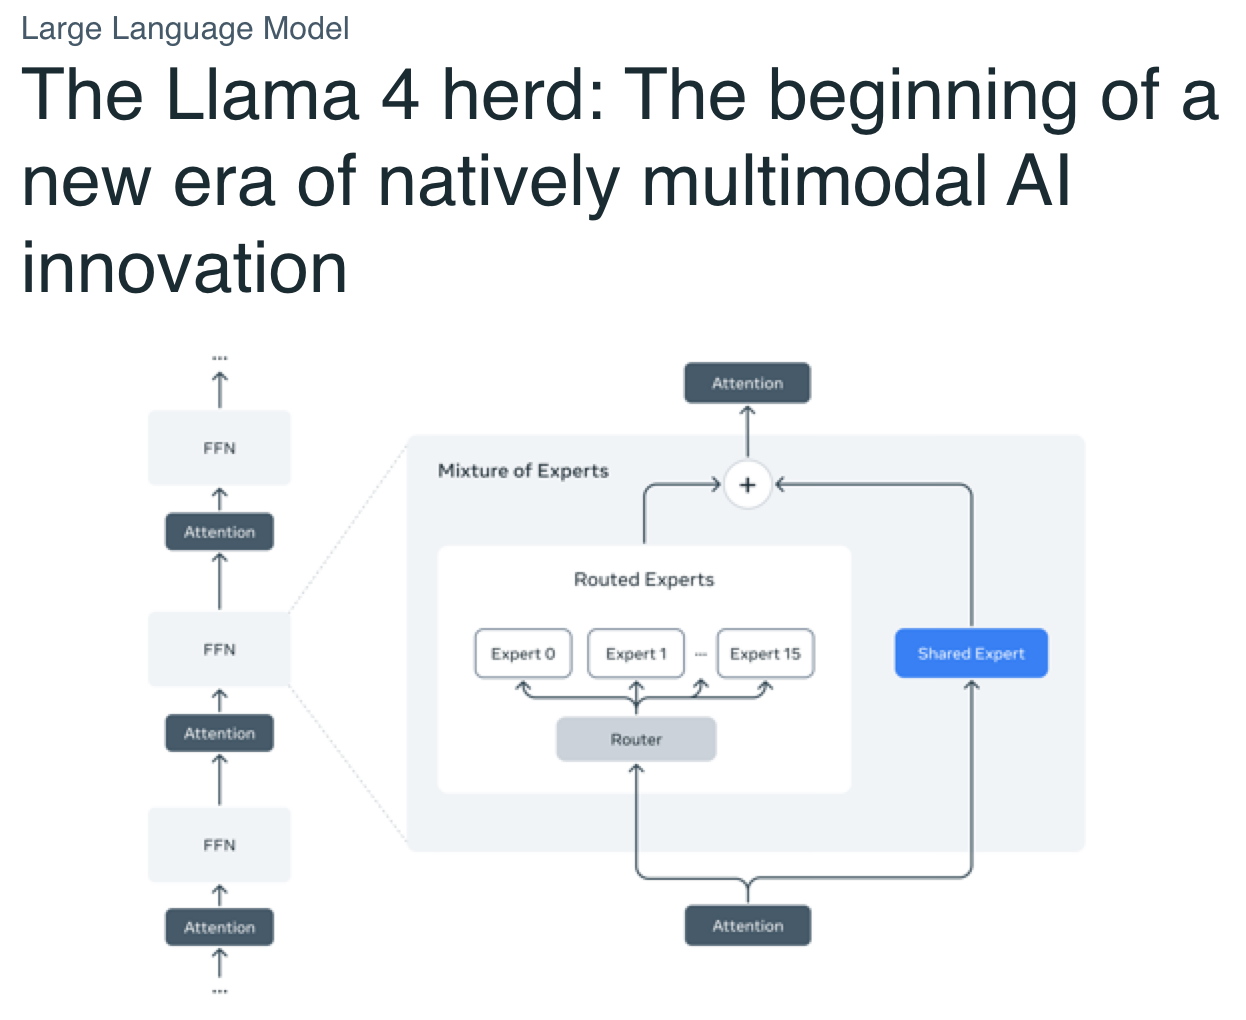 Large Language Model
The Llama 4 herd: The beginning of a
new era of natively multimodal AI
innovation
...
FFN
Attention
FFN
Attention
FFN
Attention
...
Attention
Mixture of Experts
+
Routed Experts
Expert 0 Expert 1 ... Expert 15
Shared Expert
Router
Attention